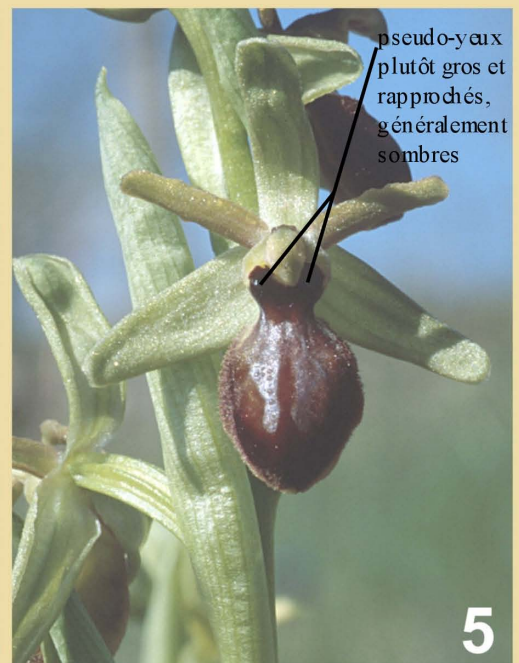 pseudo-yeux
plutôt gros et
rapprochés,
généralement
sombres
5